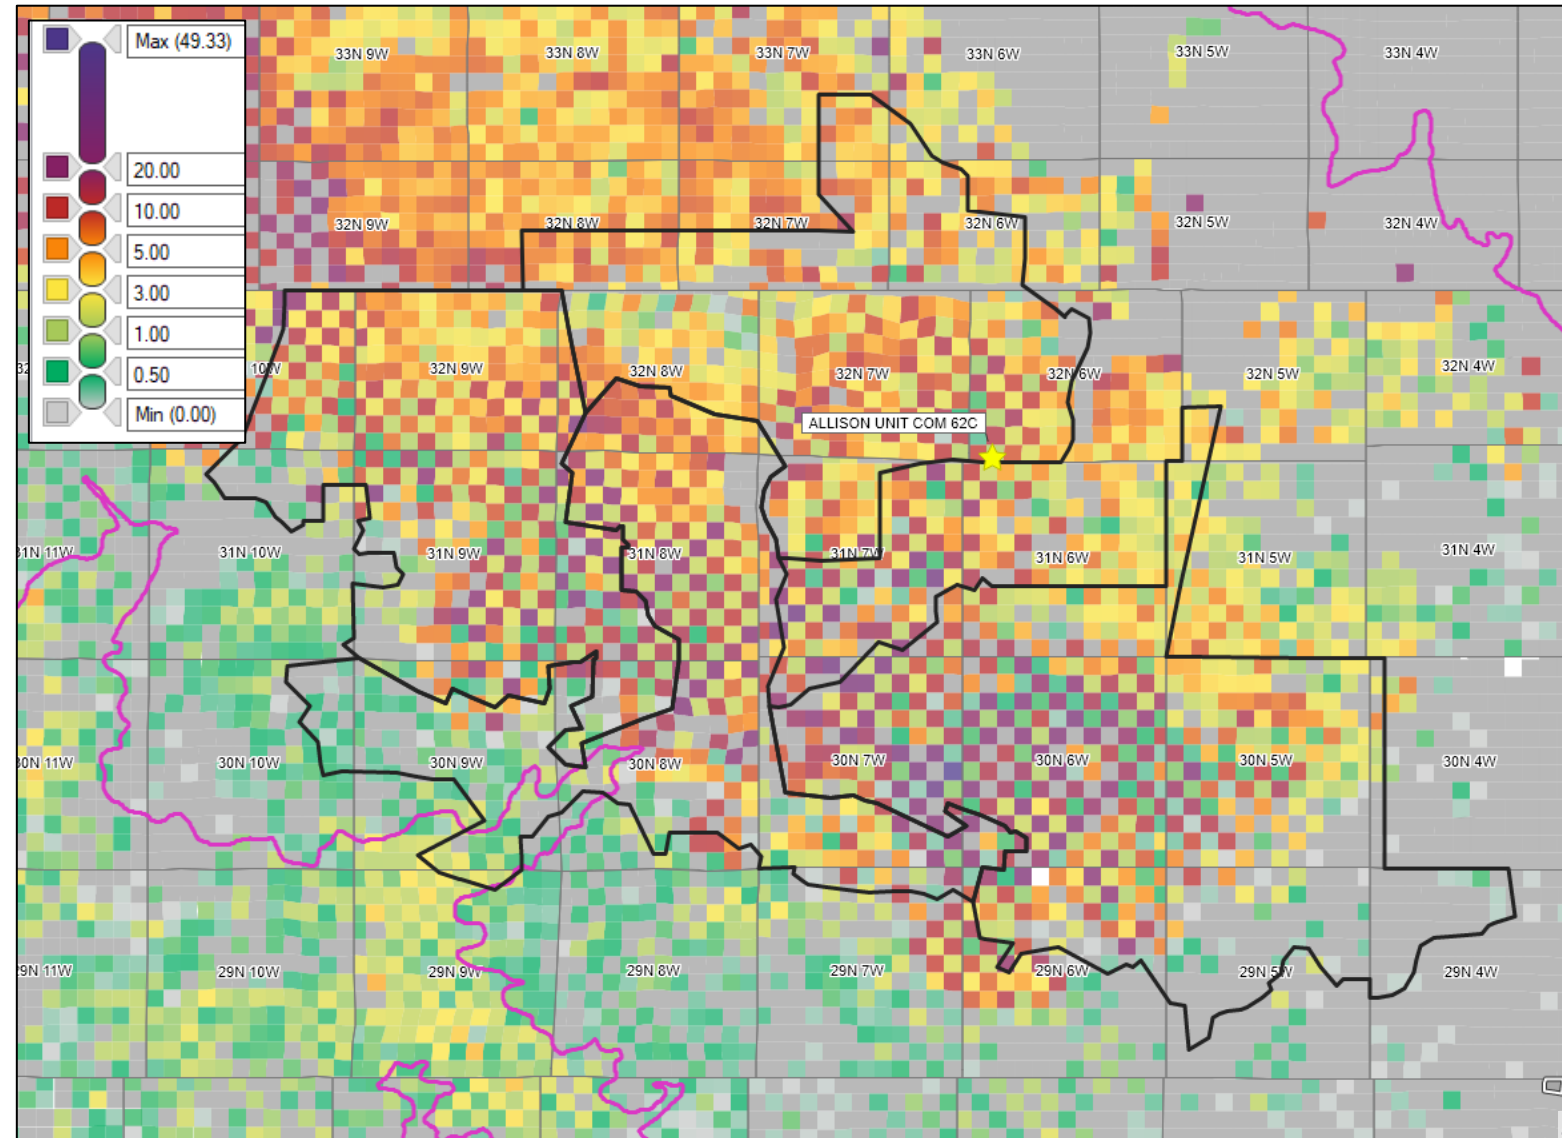 Max (49.33)
20.00
10.00
5.00
3.00
1.00
0.50
Min (0.00)
33N 9W
33N 8W
33N 7W
33N 6W
33N 5W
33N 4W
32N 9W
32N 8W
32N 7W
32N 6W
32N 5W
32N 4W
10W
32N 9W
32N 8W
32N 7W
32N 6W
32N 5W
32N 4W
ALLISON UNIT COM 62C
31N 11W
31N 10W
31N 9W
31N 8W
31N 7W
31N 6W
31N 5W
31N 4W
30N 11W
30N 10W
30N 9W
30N 8W
30N 7W
30N 6W
30N 5W
30N 4W
29N 11W
29N 10W
29N 9W
29N 8W
29N 7W
29N 6W
29N 5W
29N 4W